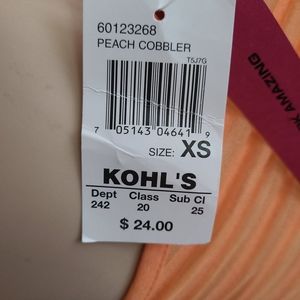 60123268
PEACH COBBLER
T5J7G
7 05143 04641 9
SIZE: XS
KOHL'S
Dept Class Sub Cl
242 20 25
$ 24.00
K AMAZING